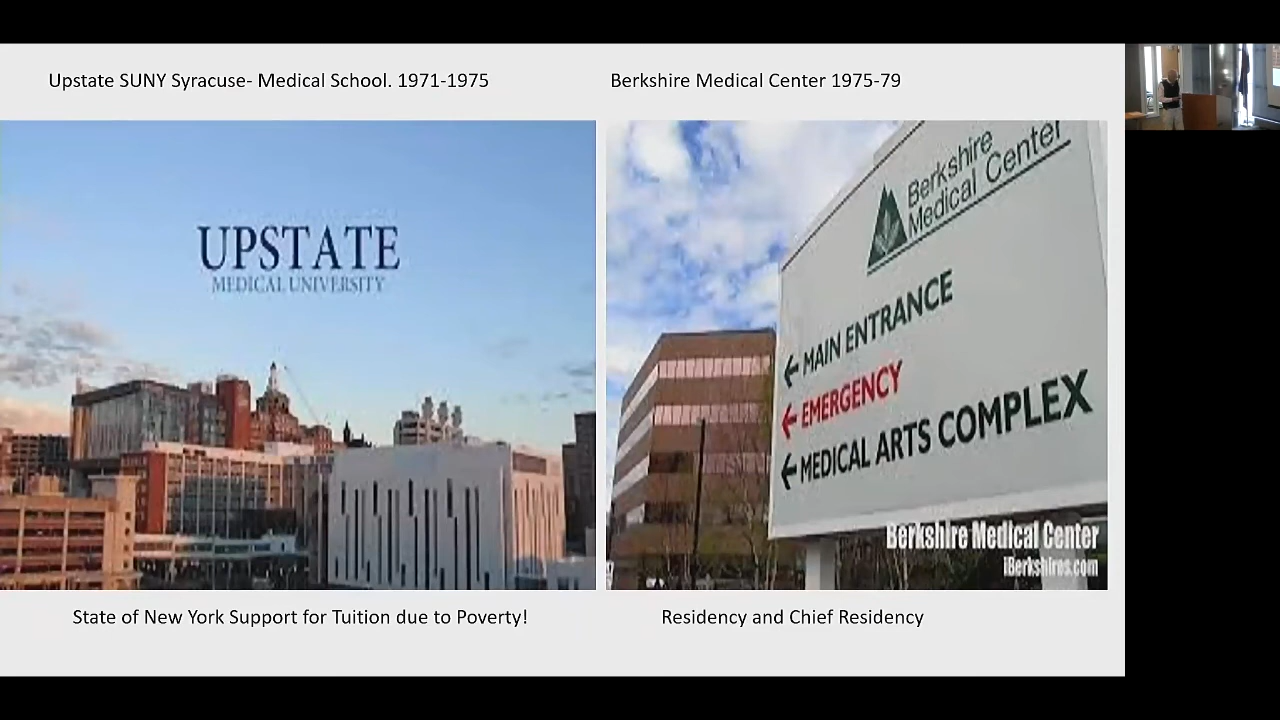 Upstate SUNY Syracuse- Medical School. 1971-1975
Berkshire Medical Center 1975-79
UPSTATE
MEDICAL UNIVERSITY
Berkshire
Medical Center
← MAIN ENTRANCE
← EMERGENCY
← MEDICAL ARTS COMPLEX
Berkshire Medical Center
iBerkshires.com
State of New York Support for Tuition due to Poverty!
Residency and Chief Residency